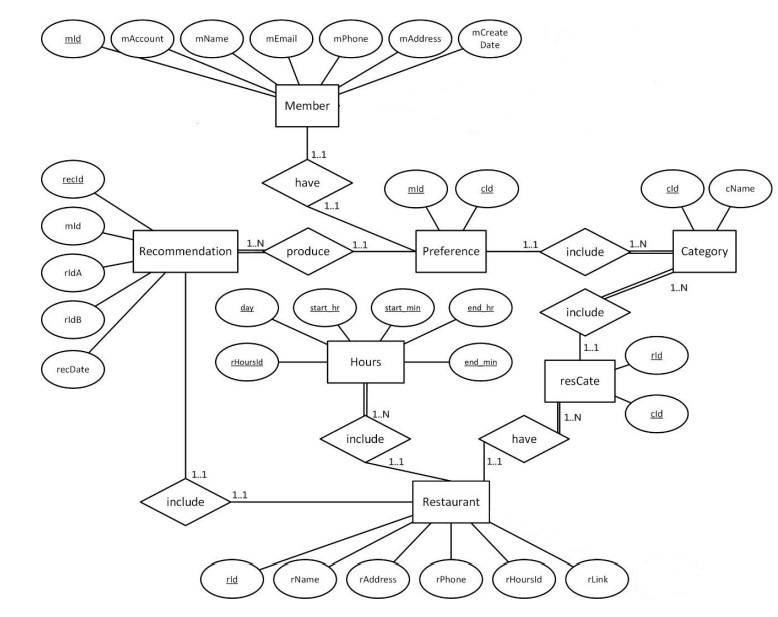 mId
mAccount
mName
mEmail
mPhone
mAddress
mCreate
Date
Member
1..1
have
1..1
recId
mId
rIdA
rIdB
recDate
Recommendation
1..N
produce
1..1
mId
cId
Preference
1..1
include
1..N
cId
cName
Category
1..N
include
1..1
day
start_hr
start_min
end_hr
rHoursId
Hours
end_min
resCate
rId
cId
1..N
include
1..1
1..N
have
1..1
1..1
include
1..1
Restaurant
rId
rName
rAddress
rPhone
rHoursId
rLink